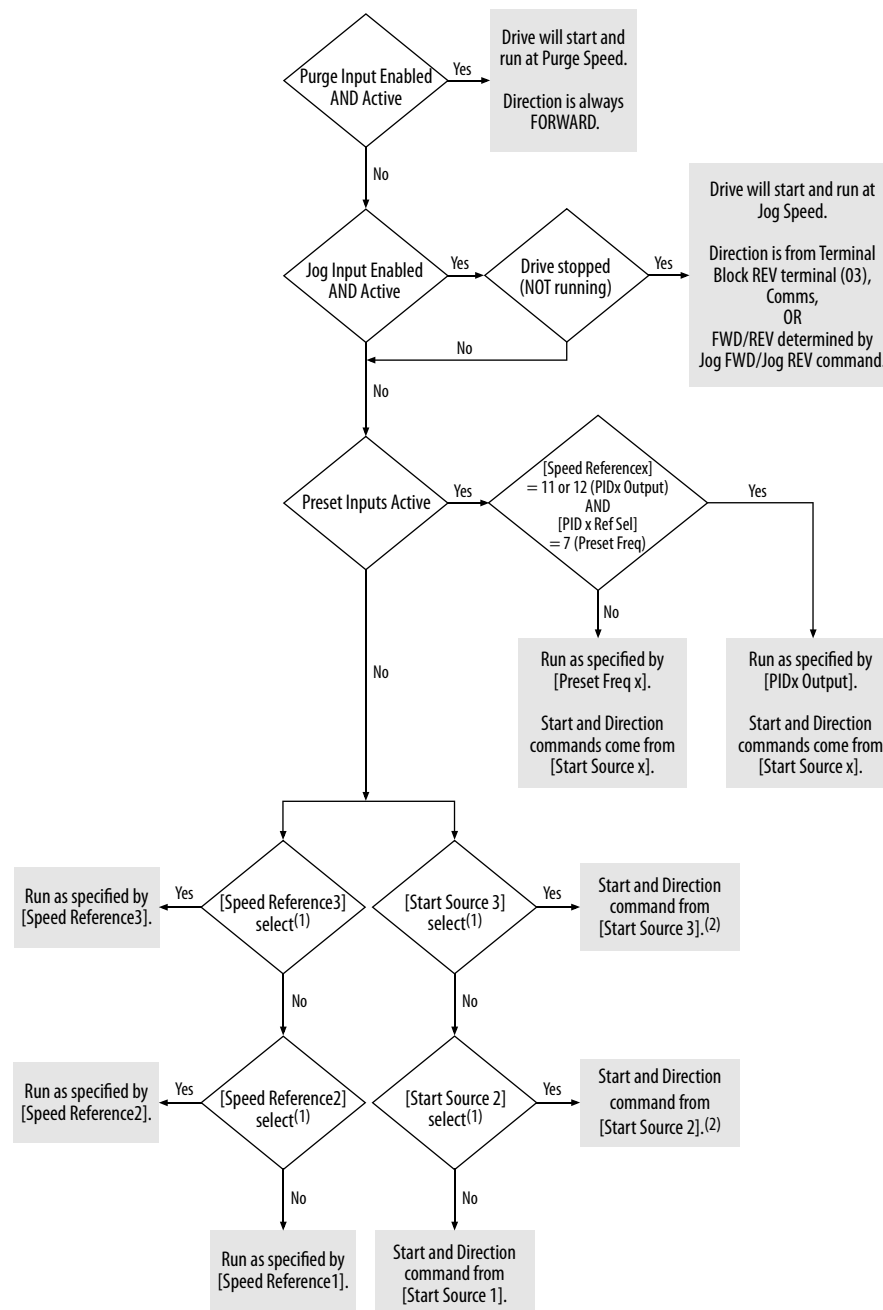 Purge Input Enabled
AND Active
Yes
Drive will start and
run at Purge Speed.
Direction is always
FORWARD.
No
Jog Input Enabled
AND Active
Yes
Drive stopped
(NOT running)
Yes
Drive will start and run at
Jog Speed.
Direction is from Terminal
Block REV terminal (03),
Comms,
OR
FWD/REV determined by
Jog FWD/Jog REV command.
No
No
Preset Inputs Active
Yes
[Speed Referencex]
= 11 or 12 (PIDx Output)
AND
[PID x Ref Sel]
= 7 (Preset Freq)
Yes
No
No
Run as specified by
[Preset Freq x].
Start and Direction
commands come from
[Start Source x].
Run as specified by
[PIDx Output].
Start and Direction
commands come from
[Start Source x].
Run as specified by
[Speed Reference3].
Yes
[Speed Reference3]
select(1)
[Start Source 3]
select(1)
Yes
Start and Direction
command from
[Start Source 3].(2)
No
No
Run as specified by
[Speed Reference2].
Yes
[Speed Reference2]
select(1)
[Start Source 2]
select(1)
Yes
Start and Direction
command from
[Start Source 2].(2)
No
No
Run as specified by
[Speed Reference1].
Start and Direction
command from
[Start Source 1].